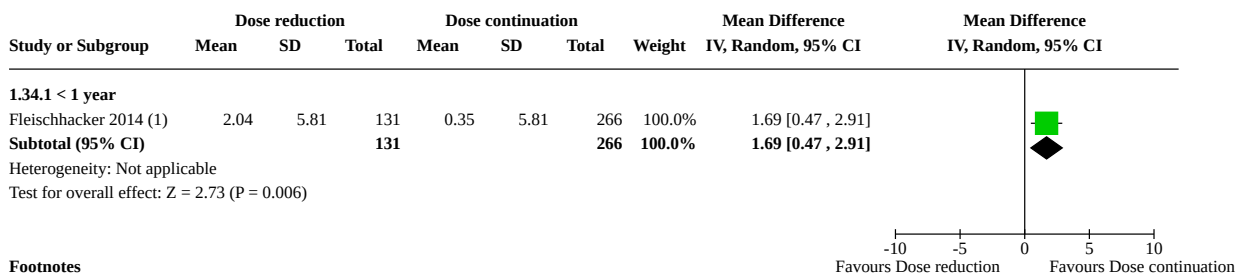 Dose reduction Dose continuation Mean Difference Mean Difference
Study or Subgroup Mean SD Total Mean SD Total Weight IV, Random, 95% CI IV, Random, 95% CI
1.34.1 < 1 year
Fleischhacker 2014 (1) 2.04 5.81 131 0.35 5.81 266 100.0% 1.69 [0.47 , 2.91]
Subtotal (95% CI) 131 266 100.0% 1.69 [0.47 , 2.91]
Heterogeneity: Not applicable
Test for overall effect: Z = 2.73 (P = 0.006)
-10 -5 0 5 10
Footnotes Favours Dose reduction Favours Dose continuation